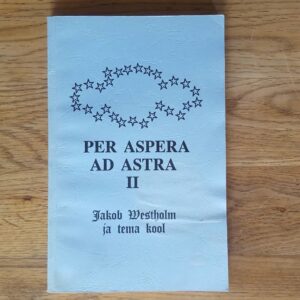 PER ASPERA
AD ASTRA
II
Jakob Westholm
ja tema kool